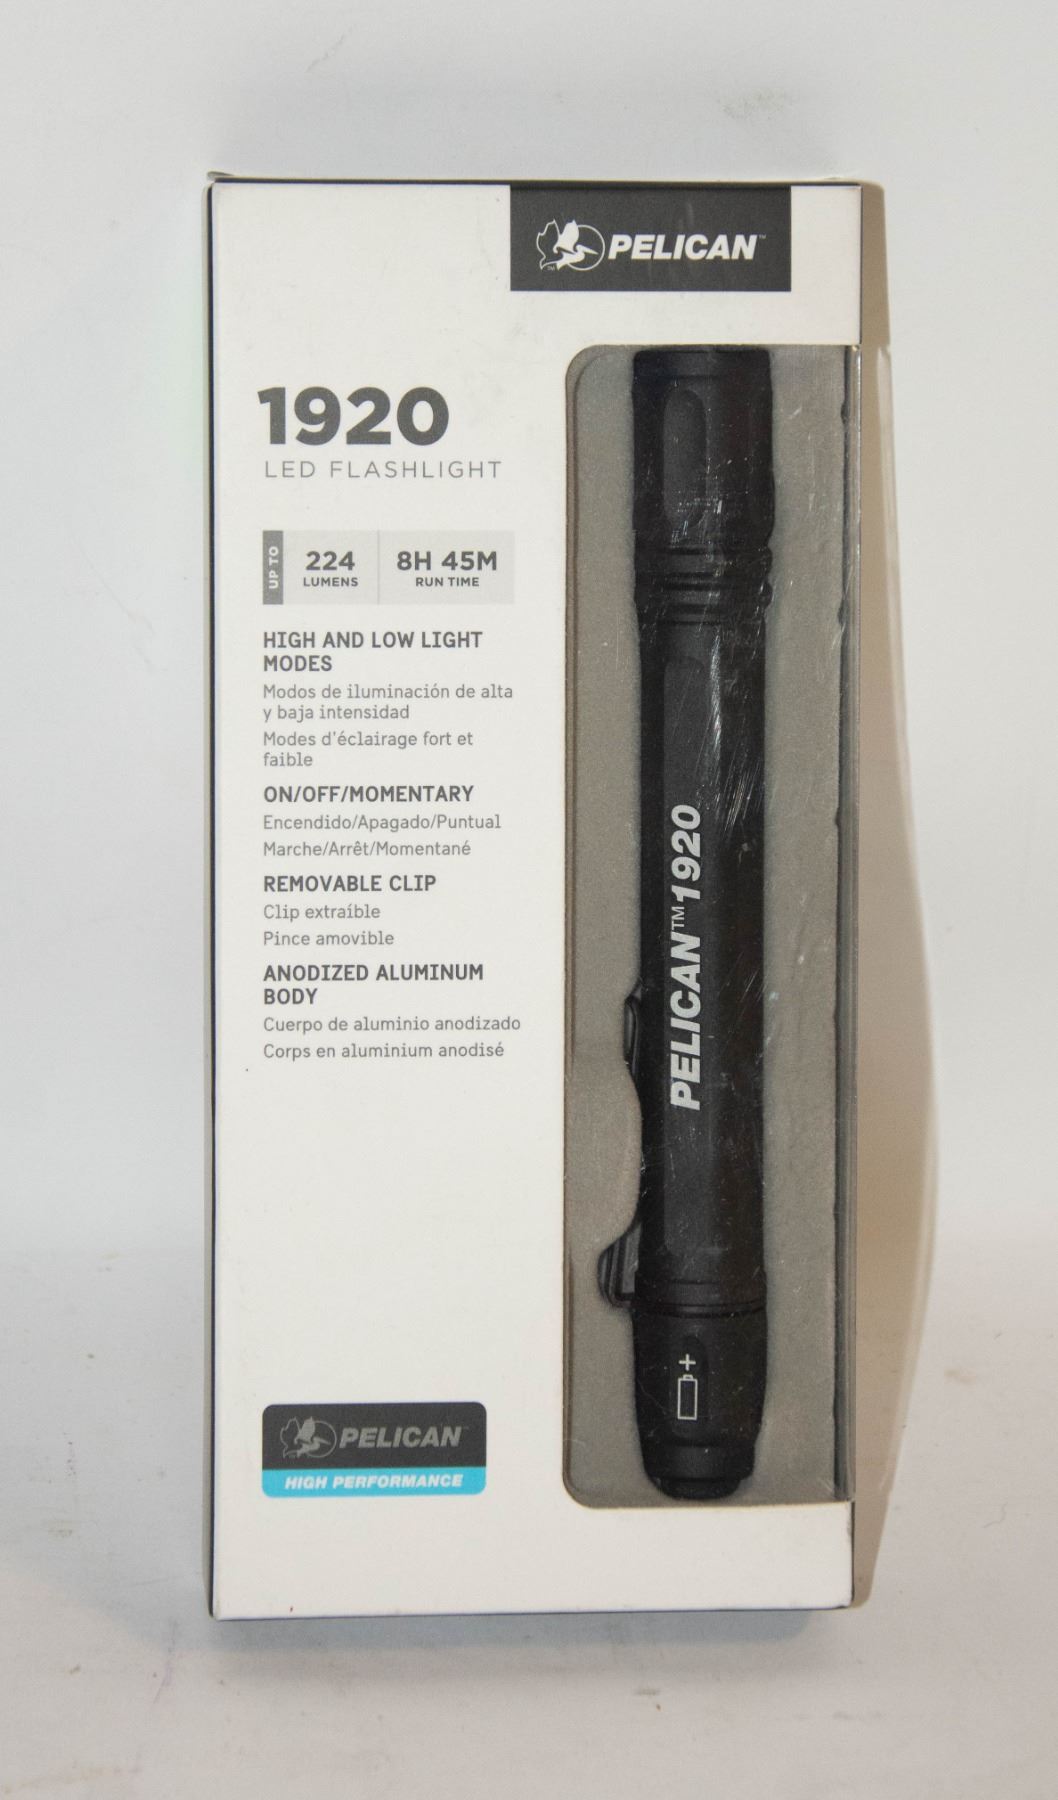 PELICAN™
1920
LED FLASHLIGHT
UP TO
224
LUMENS
8H 45M
RUN TIME
HIGH AND LOW LIGHT
MODES
Modos de iluminación de alta
y baja intensidad
Modes d'éclairage fort et
faible
ON/OFF/MOMENTARY
Encendido/Apagado/Puntual
Marche/Arrêt/Momentané
REMOVABLE CLIP
Clip extraíble
Pince amovible
ANODIZED ALUMINUM
BODY
Cuerpo de aluminio anodizado
Corps en aluminium anodisé
PELICAN™1920
+
PELICAN™
HIGH PERFORMANCE